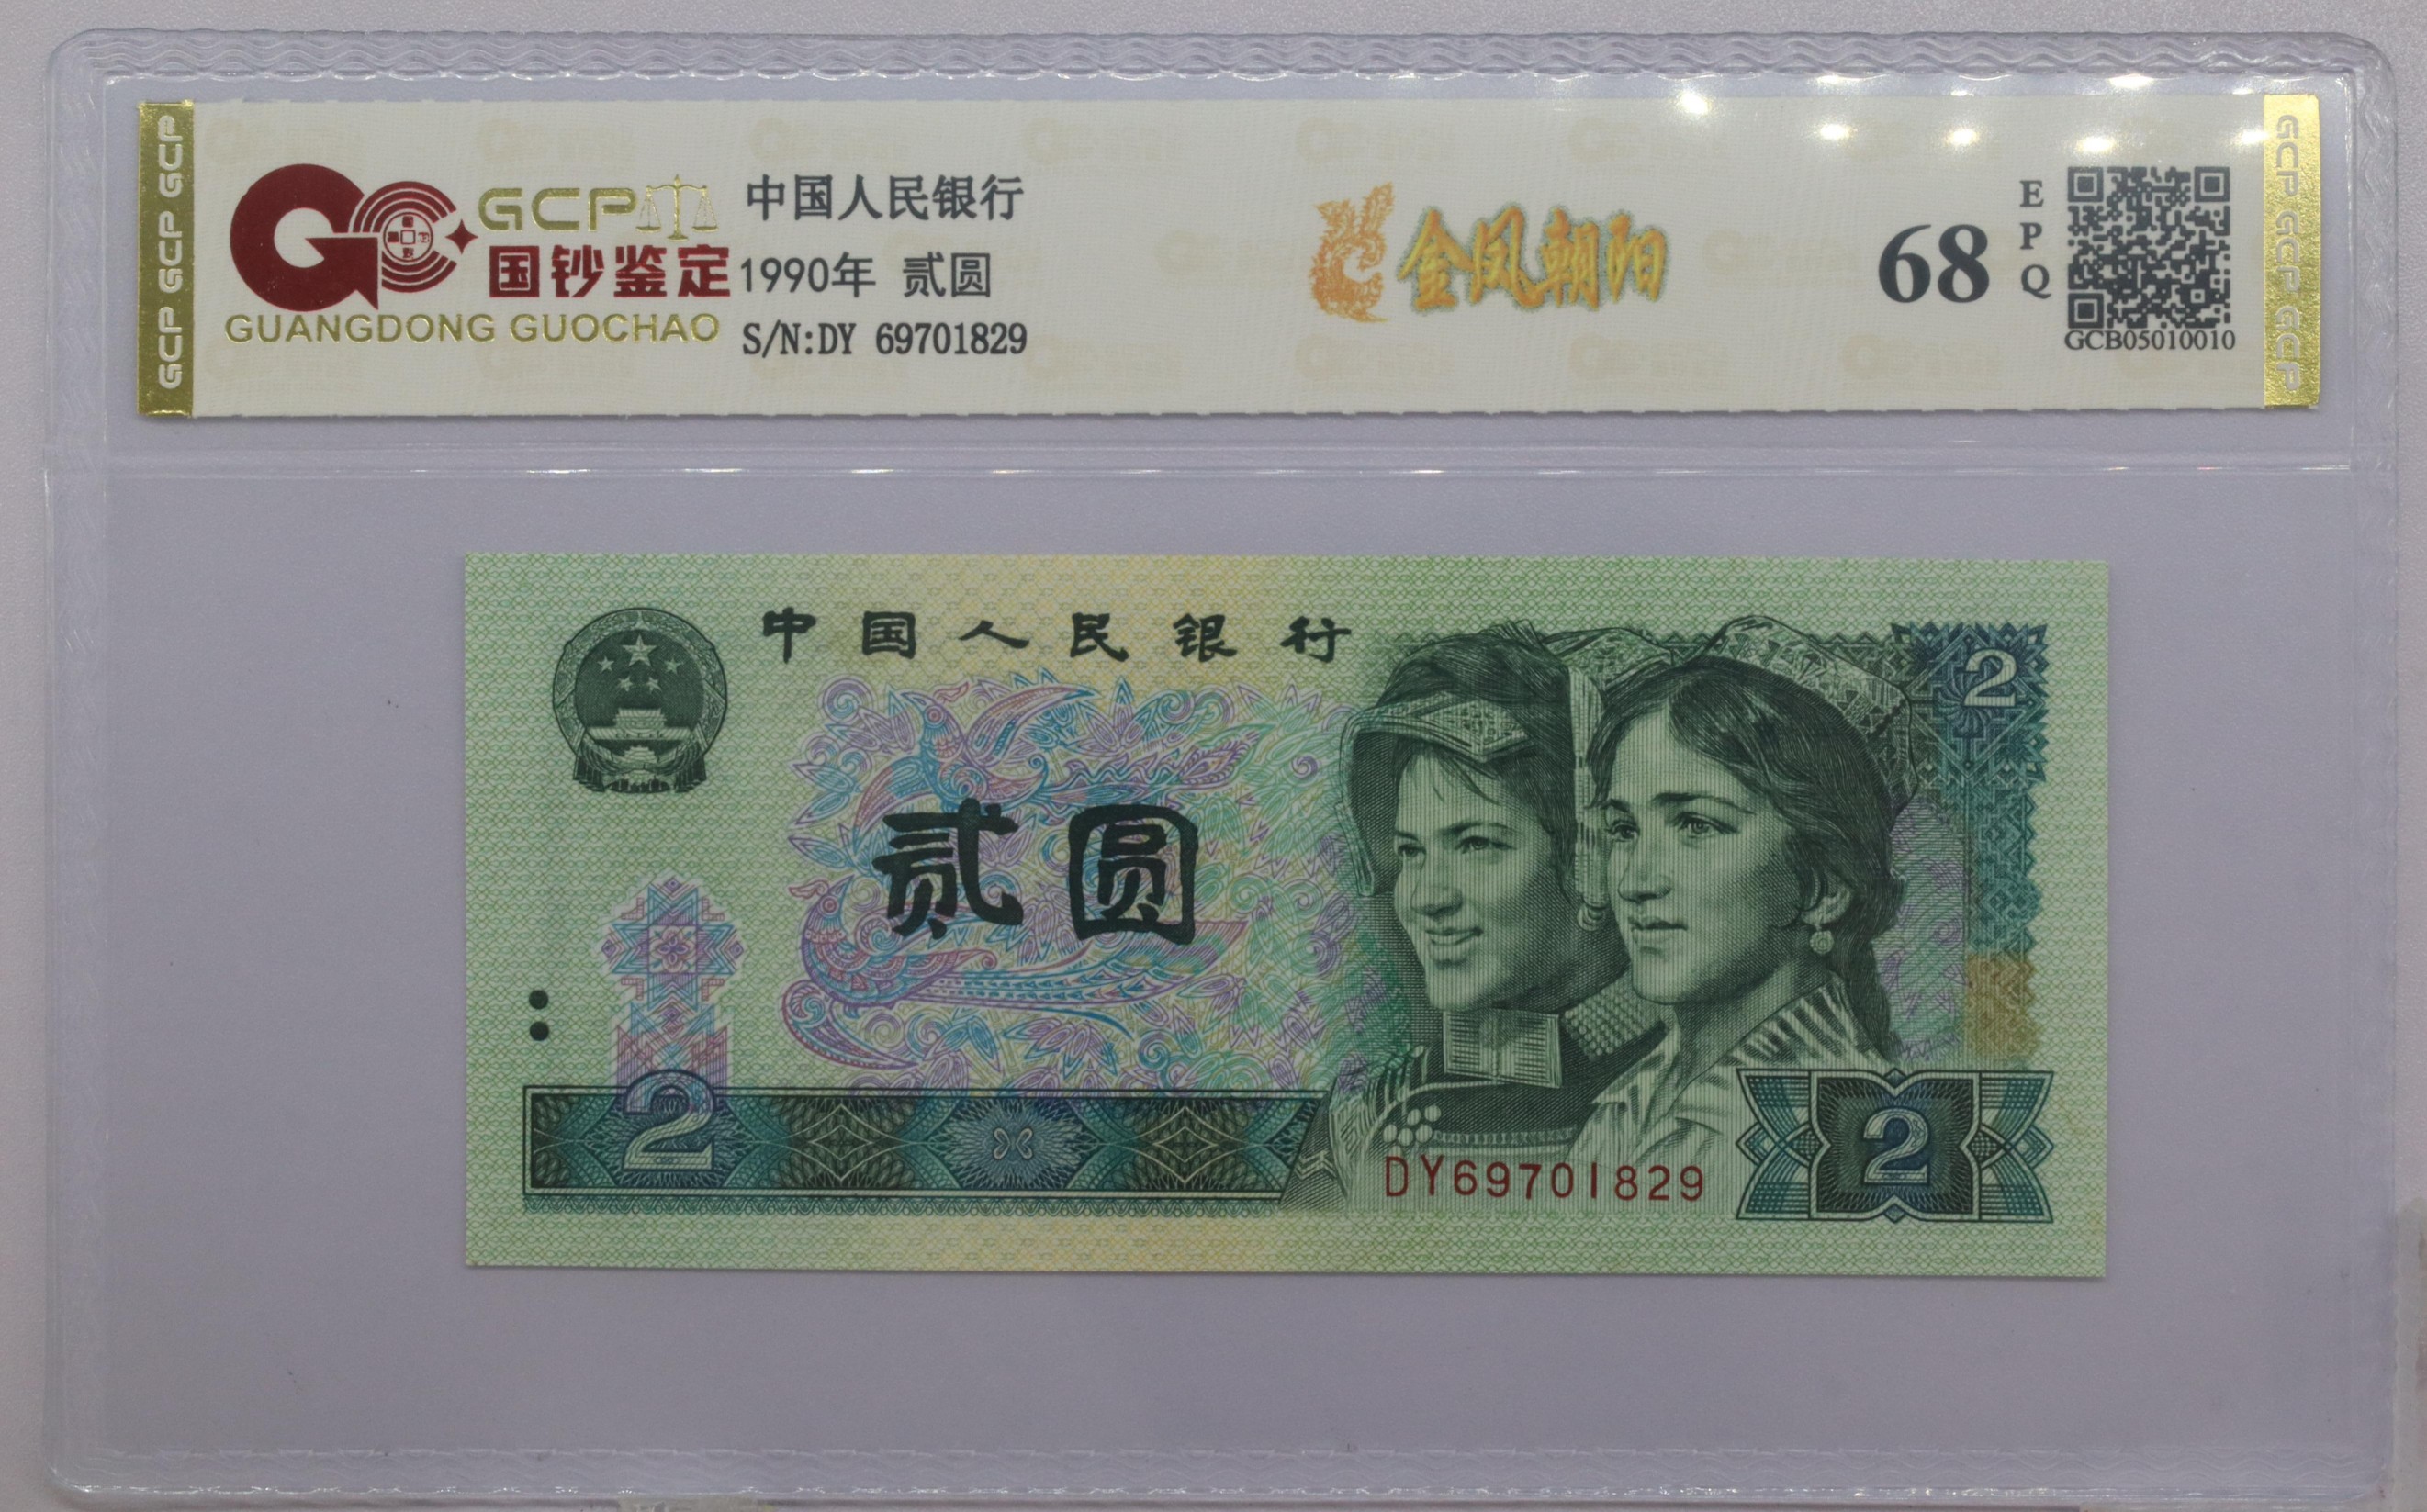 GCP GCP GCP
GCP
国钞鉴定
GUANGDONG GUOCHAO
中国人民银行
1990年 贰圆
S/N:DY 69701829
金凤朝阳
68
EPQ
GCB05010010
GCP GCP GCP
中国人民银行
2
贰圆
2
DY69701829
2